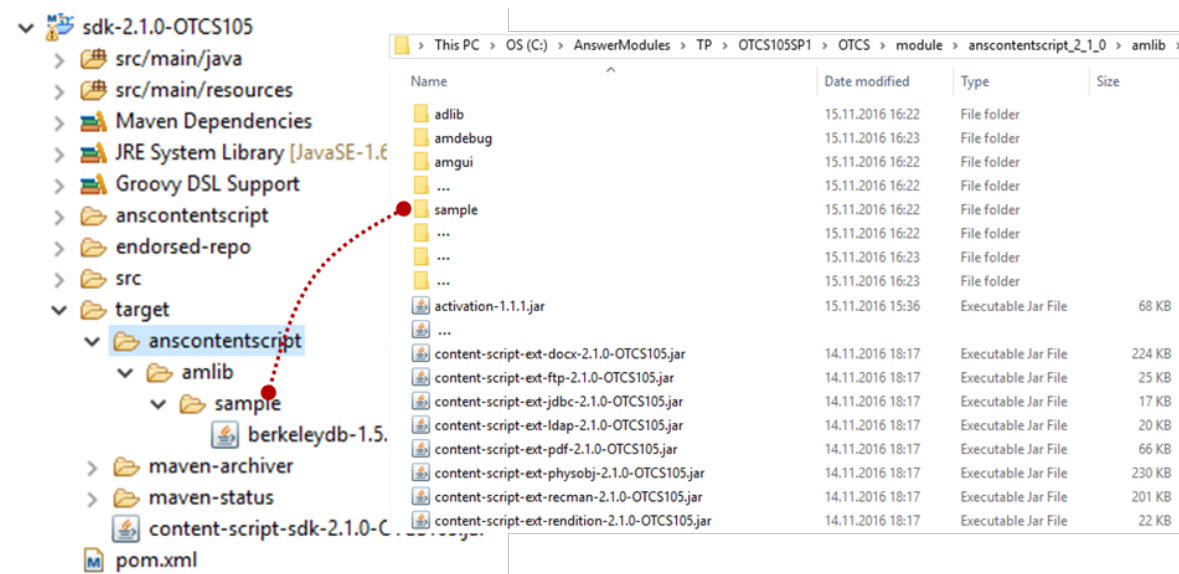 sdk-2.1.0-OTCS105
src/main/java
src/main/resources
Maven Dependencies
JRE System Library [JavaSE-1.6
Groovy DSL Support
anscontentscript
endorsed-repo
src
target
anscontentscript
amlib
sample
berkeleydb-1.5.
maven-archiver
maven-status
content-script-sdk-2.1.0-OTCS105.jar
pom.xml
This PC > OS (C:) > AnswerModules > TP > OTCS105SP1 > OTCS > module > anscontentscript_2_1_0 > amlib >
Name Date modified Type Size
adlib 15.11.2016 16:22 File folder
amdebug 15.11.2016 16:23 File folder
amgui 15.11.2016 16:22 File folder
... 15.11.2016 16:22 File folder
sample 15.11.2016 16:22 File folder
... 15.11.2016 16:22 File folder
... 15.11.2016 16:23 File folder
... 15.11.2016 16:23 File folder
activation-1.1.1.jar 15.11.2016 15:36 Executable Jar File 68 KB
...
content-script-ext-docx-2.1.0-OTCS105.jar 14.11.2016 18:17 Executable Jar File 224 KB
content-script-ext-ftp-2.1.0-OTCS105.jar 14.11.2016 18:17 Executable Jar File 25 KB
content-script-ext-jdbc-2.1.0-OTCS105.jar 14.11.2016 18:17 Executable Jar File 17 KB
content-script-ext-ldap-2.1.0-OTCS105.jar 14.11.2016 18:17 Executable Jar File 20 KB
content-script-ext-pdf-2.1.0-OTCS105.jar 14.11.2016 18:17 Executable Jar File 66 KB
content-script-ext-physobj-2.1.0-OTCS105.jar 14.11.2016 18:17 Executable Jar File 230 KB
content-script-ext-recman-2.1.0-OTCS105.jar 14.11.2016 18:17 Executable Jar File 201 KB
content-script-ext-rendition-2.1.0-OTCS105.jar 14.11.2016 18:17 Executable Jar File 22 KB